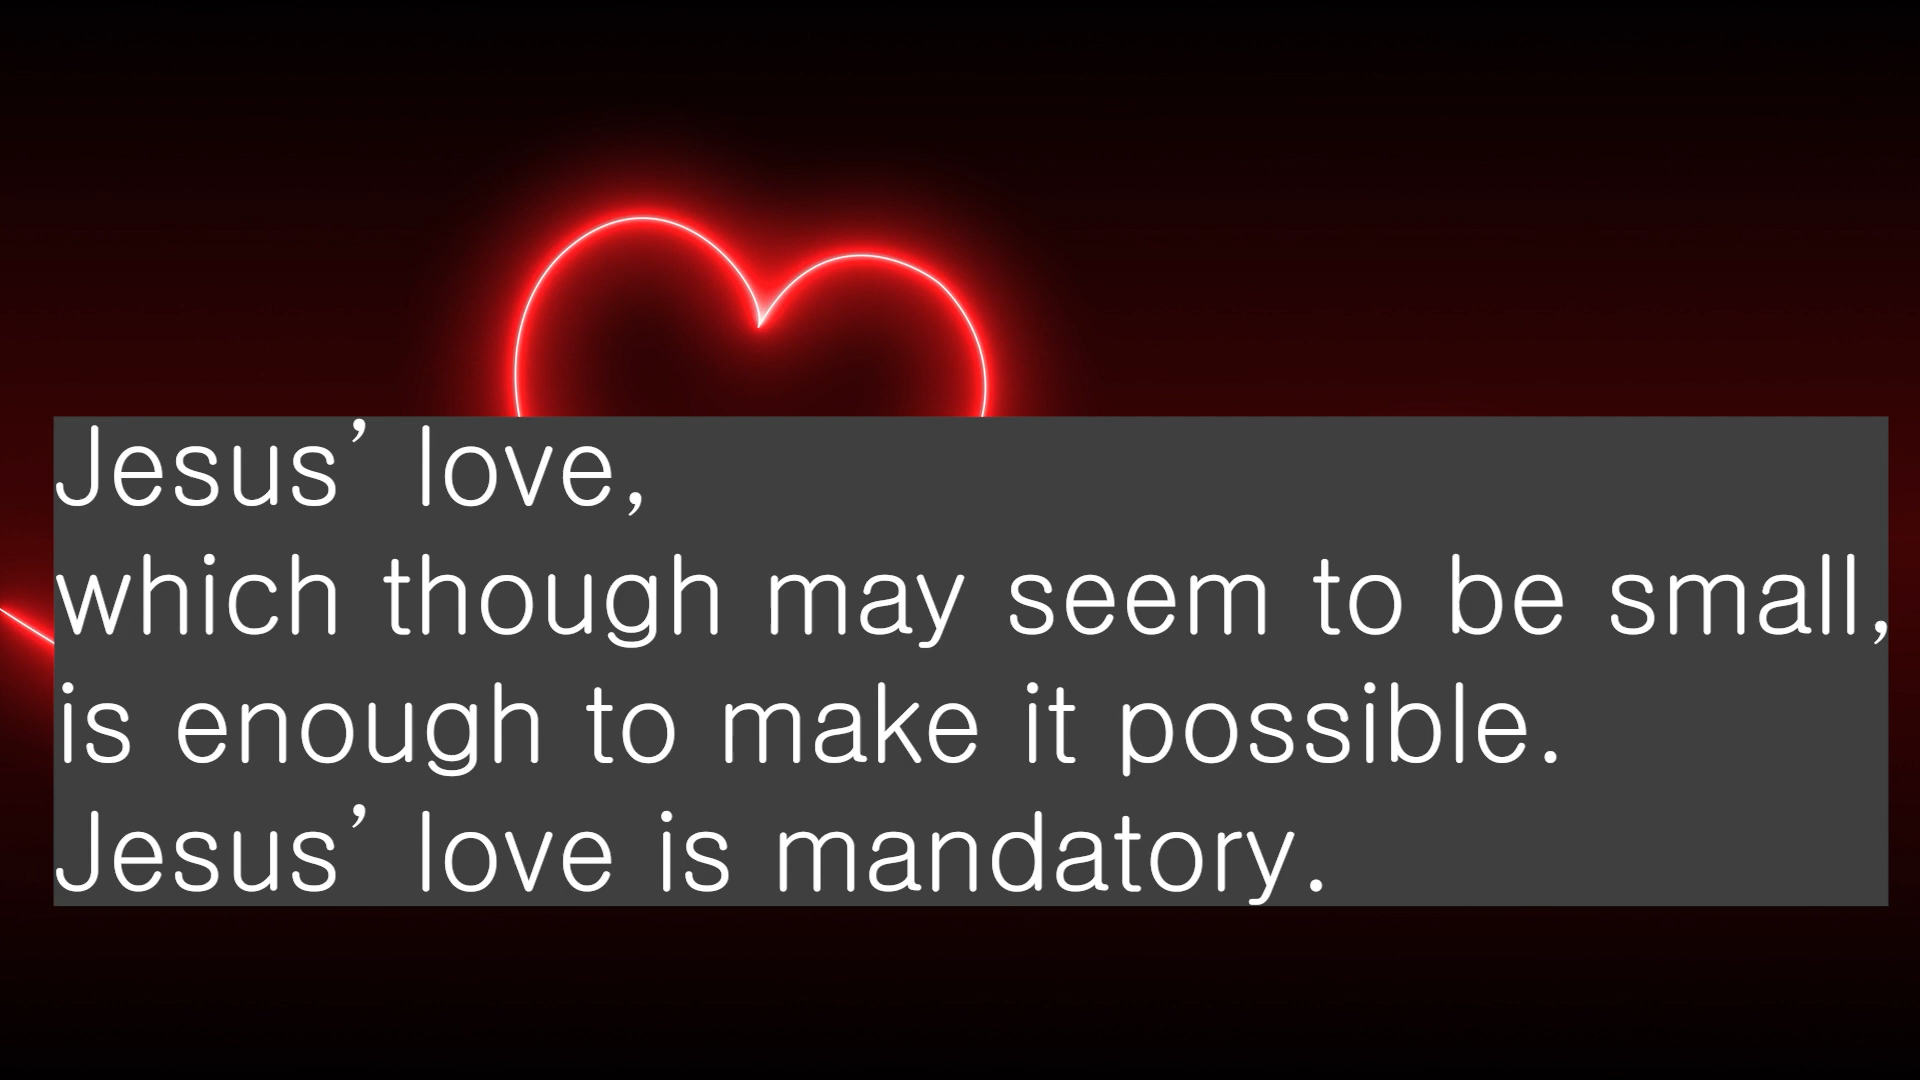 Jesus’ love,
which though may seem to be small,
is enough to make it possible.
Jesus’ love is mandatory.